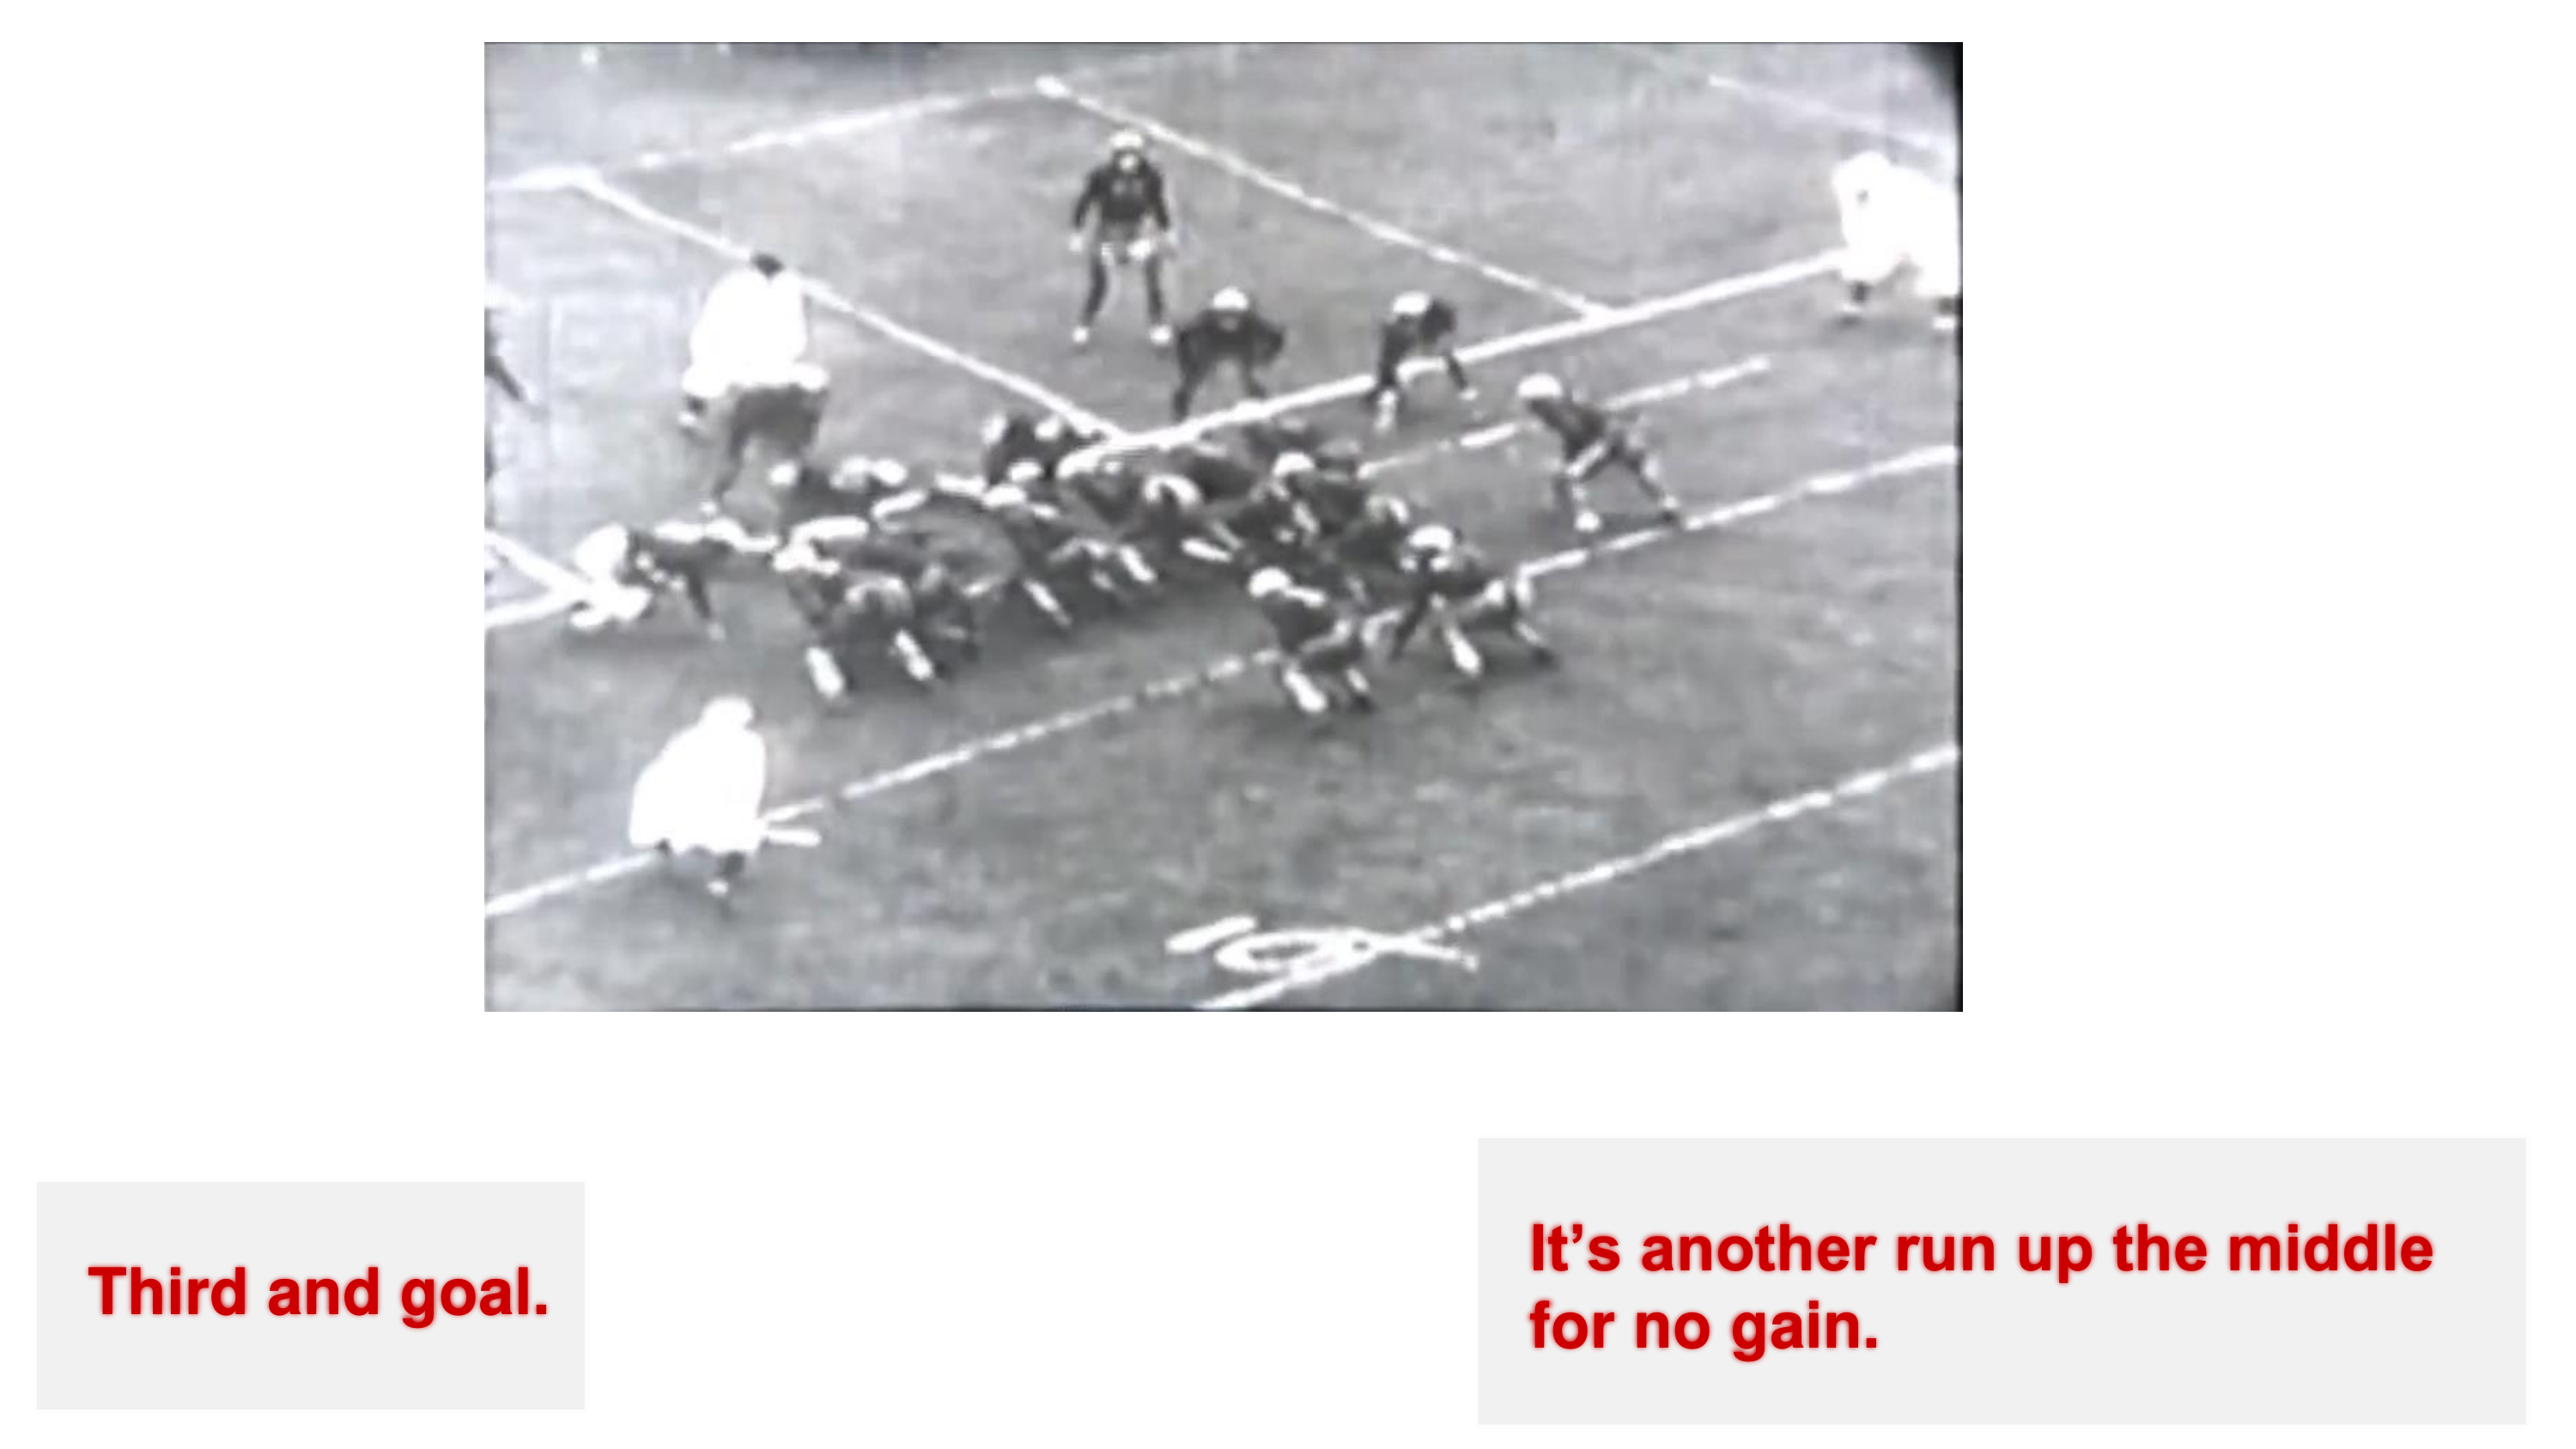 Third and goal.
It’s another run up the middle
for no gain.